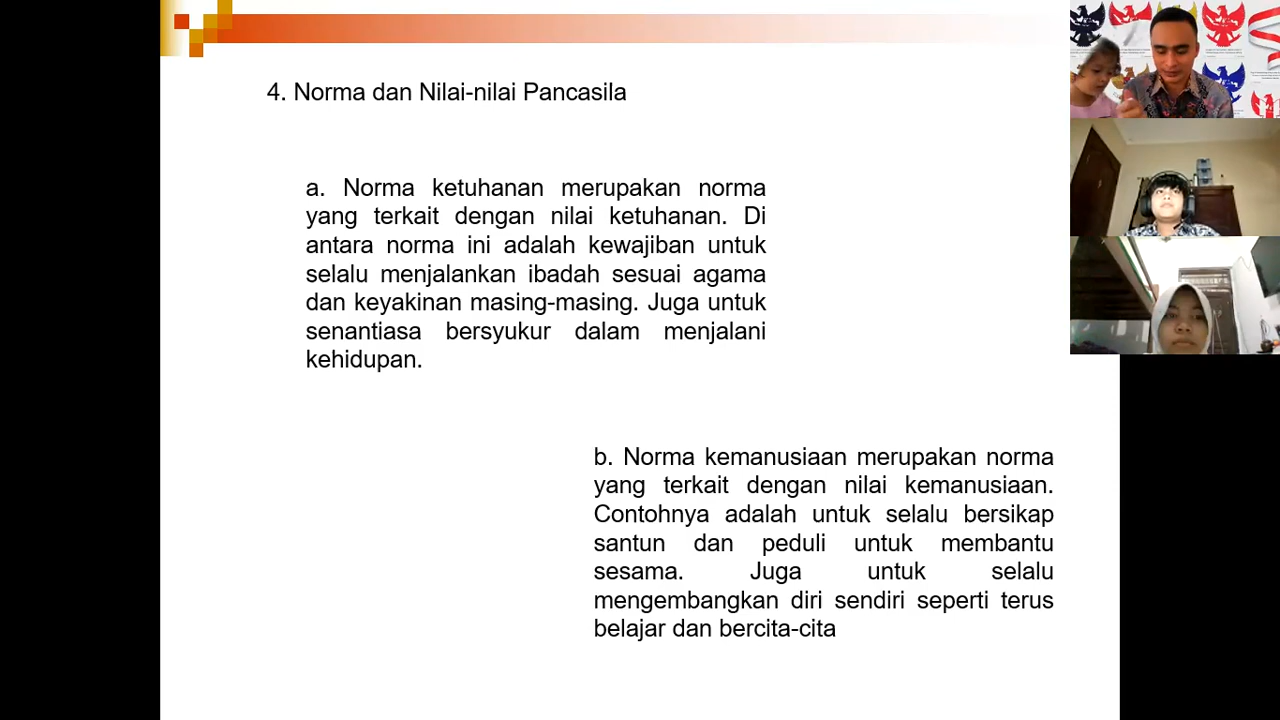 4. Norma dan Nilai-nilai Pancasila
a. Norma ketuhanan merupakan norma
yang terkait dengan nilai ketuhanan. Di
antara norma ini adalah kewajiban untuk
selalu menjalankan ibadah sesuai agama
dan keyakinan masing-masing. Juga untuk
senantiasa bersyukur dalam menjalani
kehidupan.
b. Norma kemanusiaan merupakan norma
yang terkait dengan nilai kemanusiaan.
Contohnya adalah untuk selalu bersikap
santun dan peduli untuk membantu
sesama. Juga untuk selalu
mengembangkan diri sendiri seperti terus
belajar dan bercita-cita